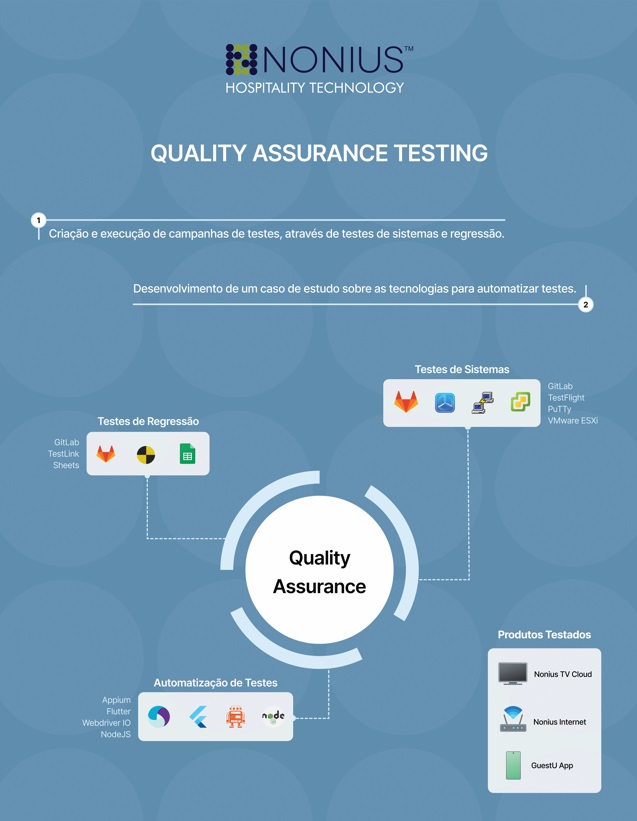 NONIUS™
HOSPITALITY TECHNOLOGY
QUALITY ASSURANCE TESTING
1
Criação e execução de campanhas de testes, através de testes de sistemas e regressão.
Desenvolvimento de um caso de estudo sobre as tecnologias para automatizar testes.
2
Testes de Sistemas
GitLab
TestFlight
PuTTy
VMware ESXi
Testes de Regressão
GitLab
TestLink
Sheets
Quality
Assurance
Produtos Testados
Nonius TV Cloud
Nonius Internet
GuestU App
Automatização de Testes
Appium
Flutter
Webdriver IO
NodeJS
node